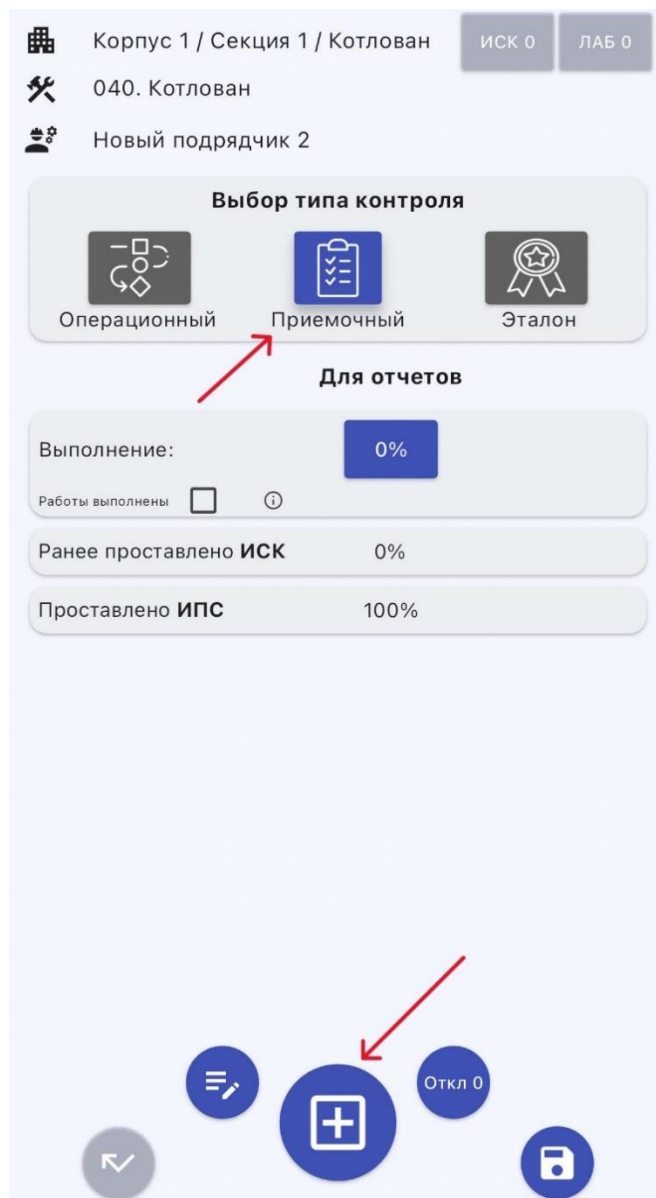 Корпус 1 / Секция 1 / Котлован ИСК 0 ЛАБ 0
040. Котлован
Новый подрядчик 2
Выбор типа контроля
Операционный Приемочный Эталон
Для отчетов
Выполнение: 0%
Работы выполнены
Ранее проставлено ИСК 0%
Проставлено ИПС 100%
Откл 0